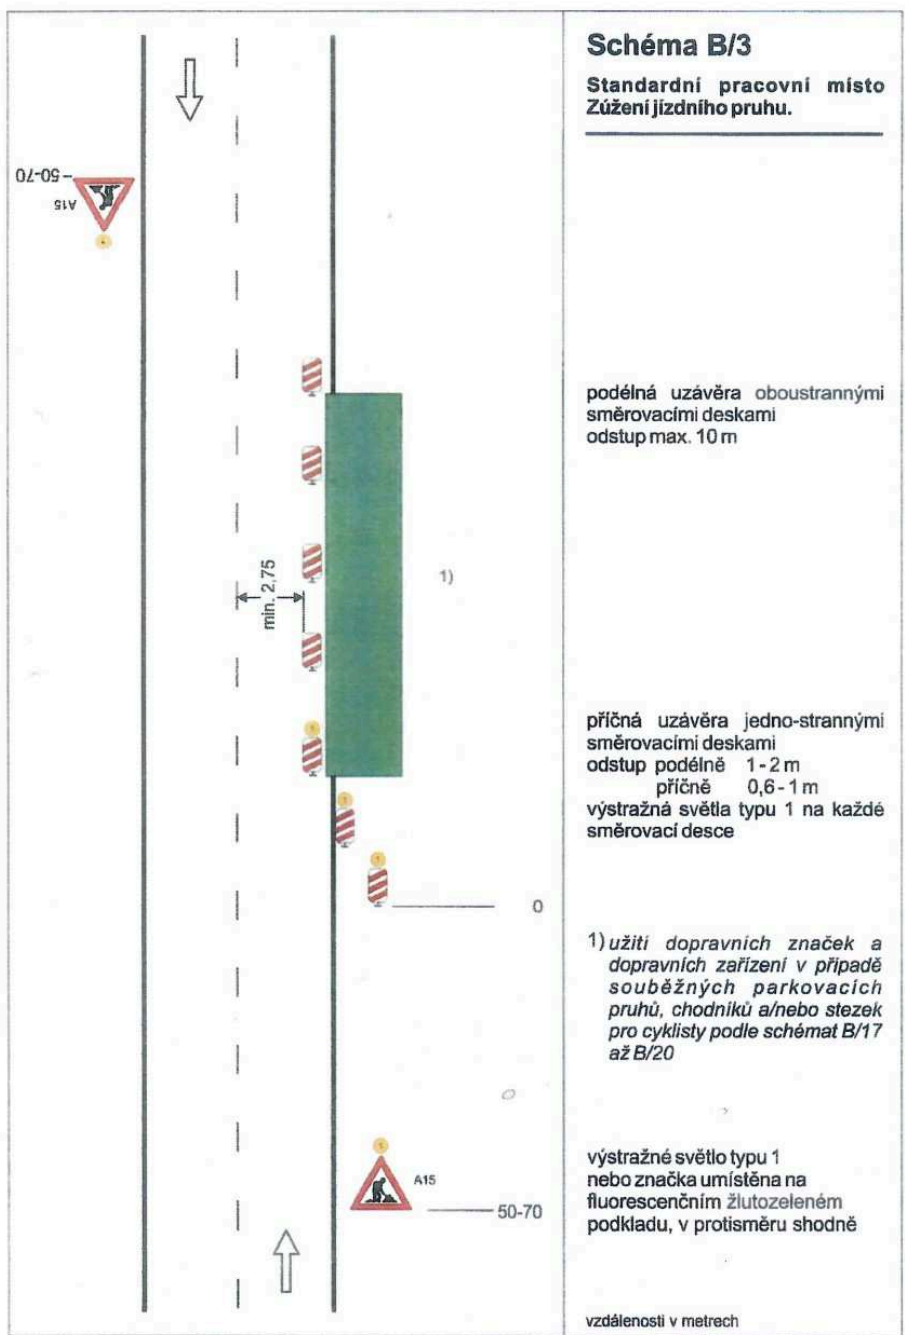 Schéma B/3
Standardní pracovní místo
Zúžení jízdního pruhu.
50-70
A15
podélná uzávěra oboustrannými
směrovacími deskami
odstup max. 10 m
min. 2,75
1)
příčná uzávěra jedno-strannými
směrovacími deskami
odstup podélně 1 - 2 m
příčně 0,6 - 1 m
výstražná světla typu 1 na každé
směrovací desce
0
1) užití dopravních značek a
dopravních zařízení v případě
souběžných parkovacích
pruhů, chodníků a/nebo stezek
pro cyklisty podle schémat B/17
až B/20
A15
50-70
výstražné světlo typu 1
nebo značka umístěna na
fluorescenčním žlutozeleném
podkladu, v protisměru shodně
vzdálenosti v metrech